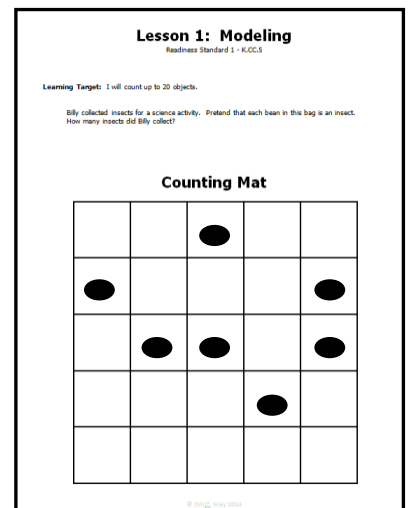 Lesson 1:  Modeling
Readiness Standard 1 - K.CC.5
Learning Target:  I will count up to 20 objects.
Billy collected insects for a science activity.  Pretend that each bean in this bag is an insect.
How many insects did Billy collect?
Counting Mat
May 2014